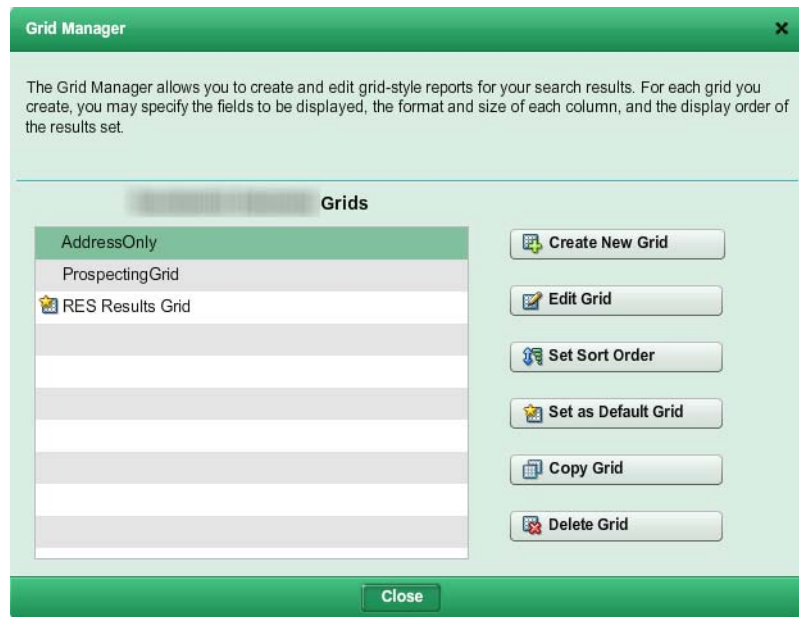 Grid Manager
The Grid Manager allows you to create and edit grid-style reports for your search results. For each grid you
create, you may specify the fields to be displayed, the format and size of each column, and the display order of
the results set.
Grids
AddressOnly
ProspectingGrid
RES Results Grid
Create New Grid
Edit Grid
Set Sort Order
Set as Default Grid
Copy Grid
Delete Grid
Close